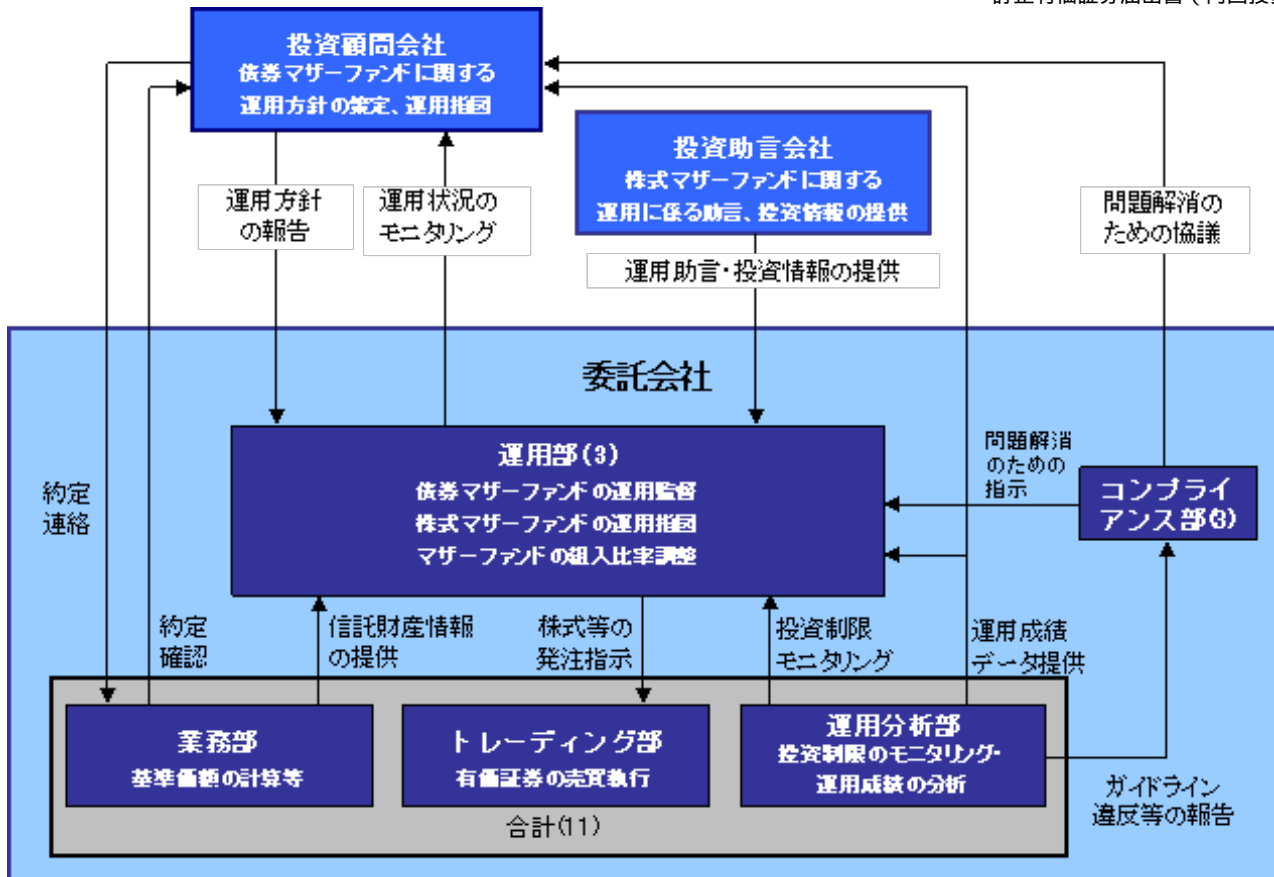 投資顧問会社
債券マザーファンドに関する
運用方針の策定、運用指図
投資助言会社
株式マザーファンドに関する
運用に係る助言、投資情報の提供
運用方針
の報告
運用状況の
モニタリング
問題解消の
ための協議
運用助言・投資情報の提供
委託会社
運用部(3)
債券マザーファンドの運用監督
株式マザーファンドの運用指図
マザーファンドの組入比率調整
問題解消
のための
指示
コンプライ
アンス部(3)
約定
連絡
約定
確認
信託財産情報
の提供
株式等の
発注指示
投資制限
モニタリング
運用成績
データ提供
業務部
基準価額の計算等
トレーディング部
有価証券の売買執行
運用分析部
投資制限のモニタリング・
運用成績の分析
ガイドライン
違反等の報告
合計(11)